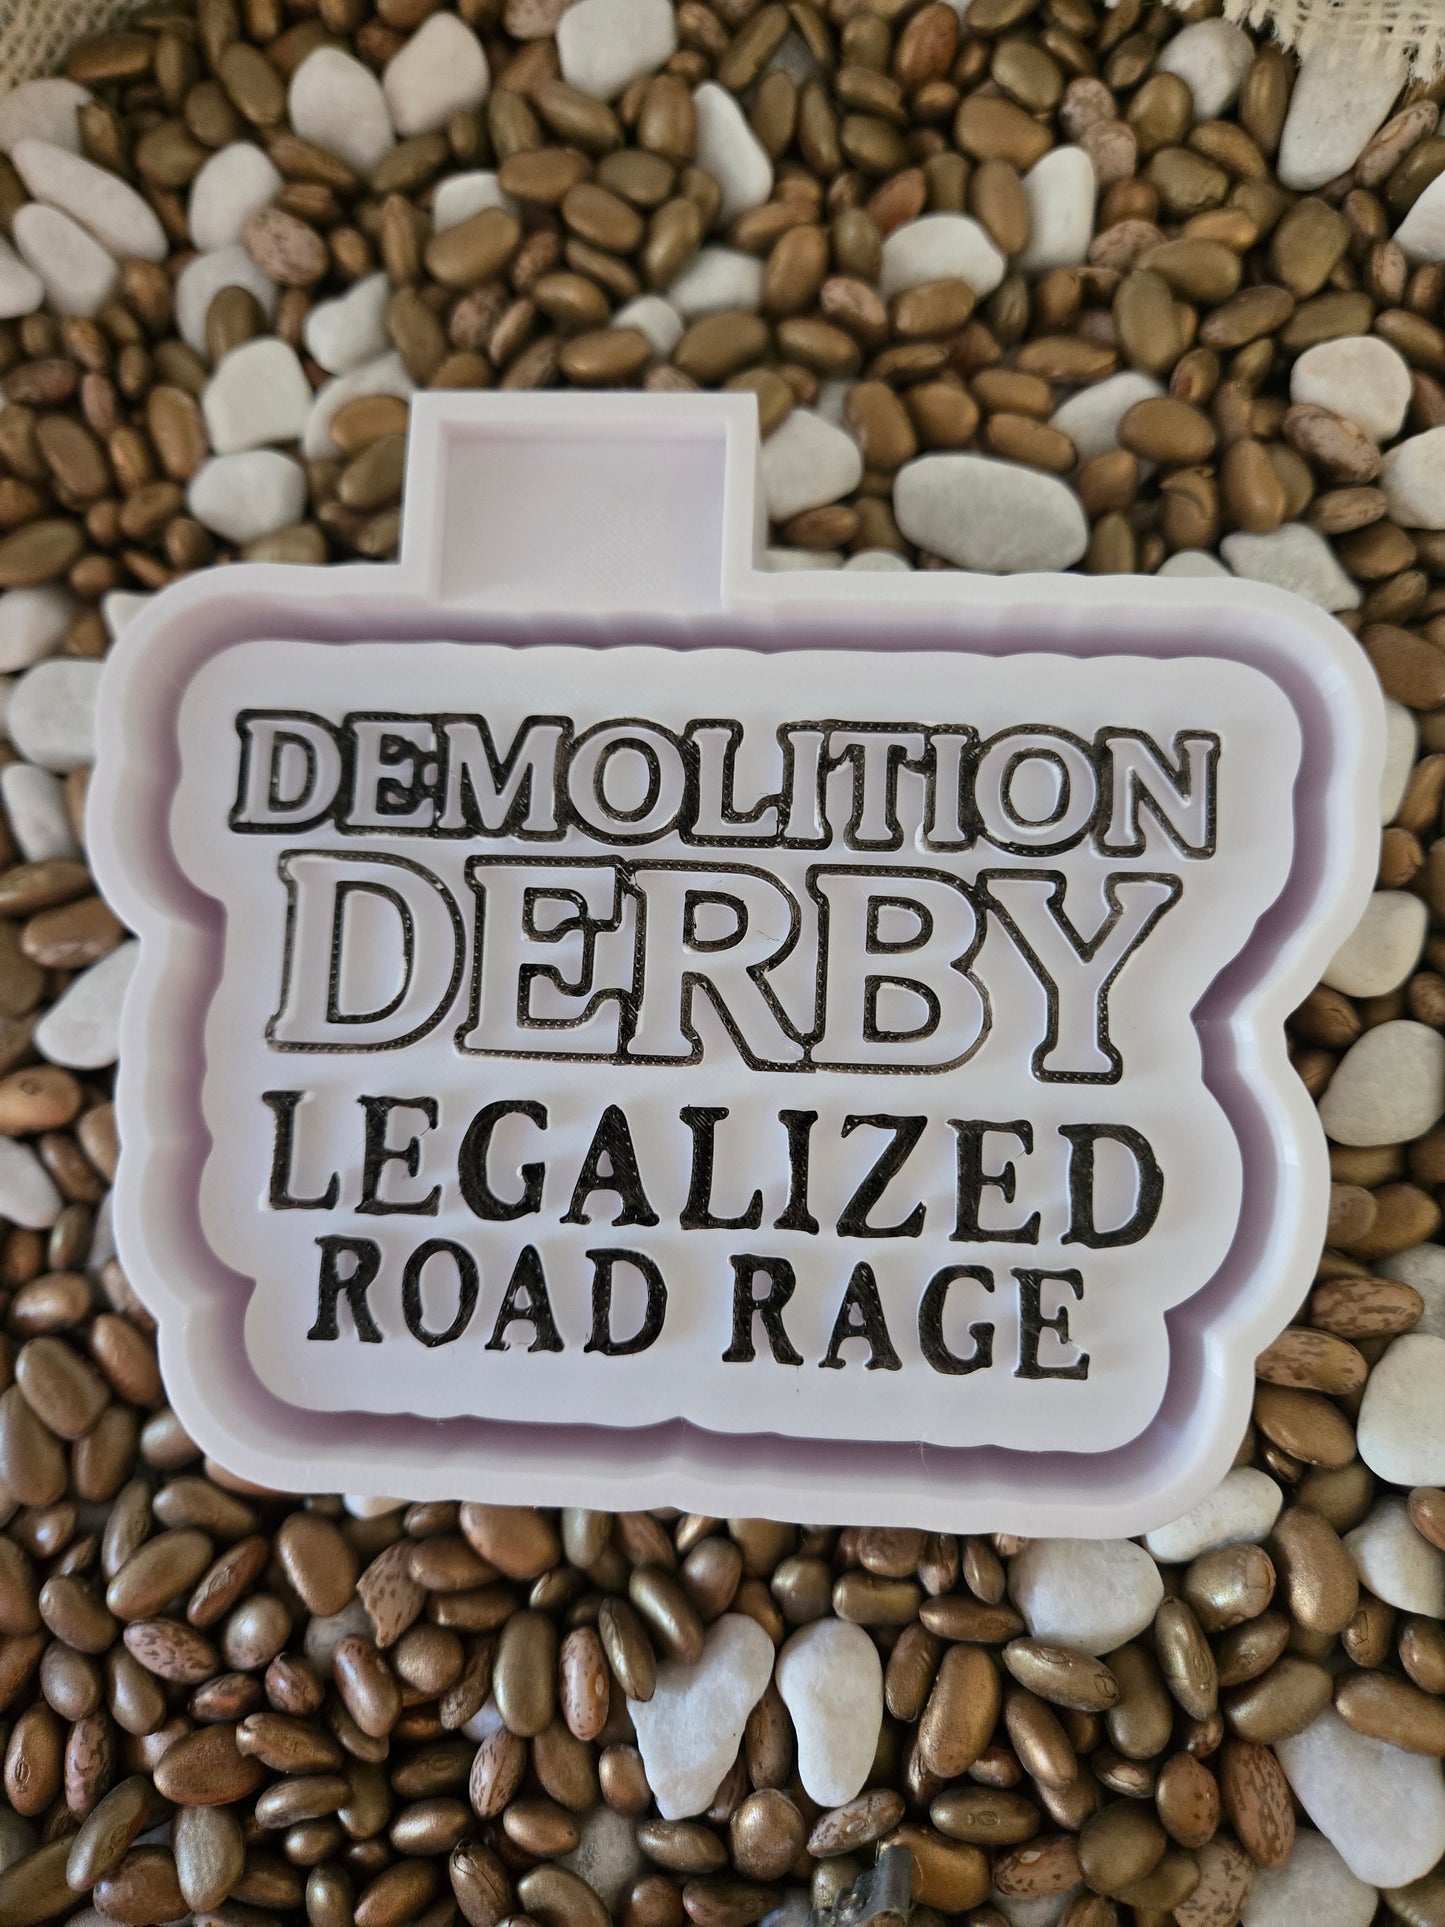 DEMOLITION
DERBY
LEGALIZED
ROAD RAGE